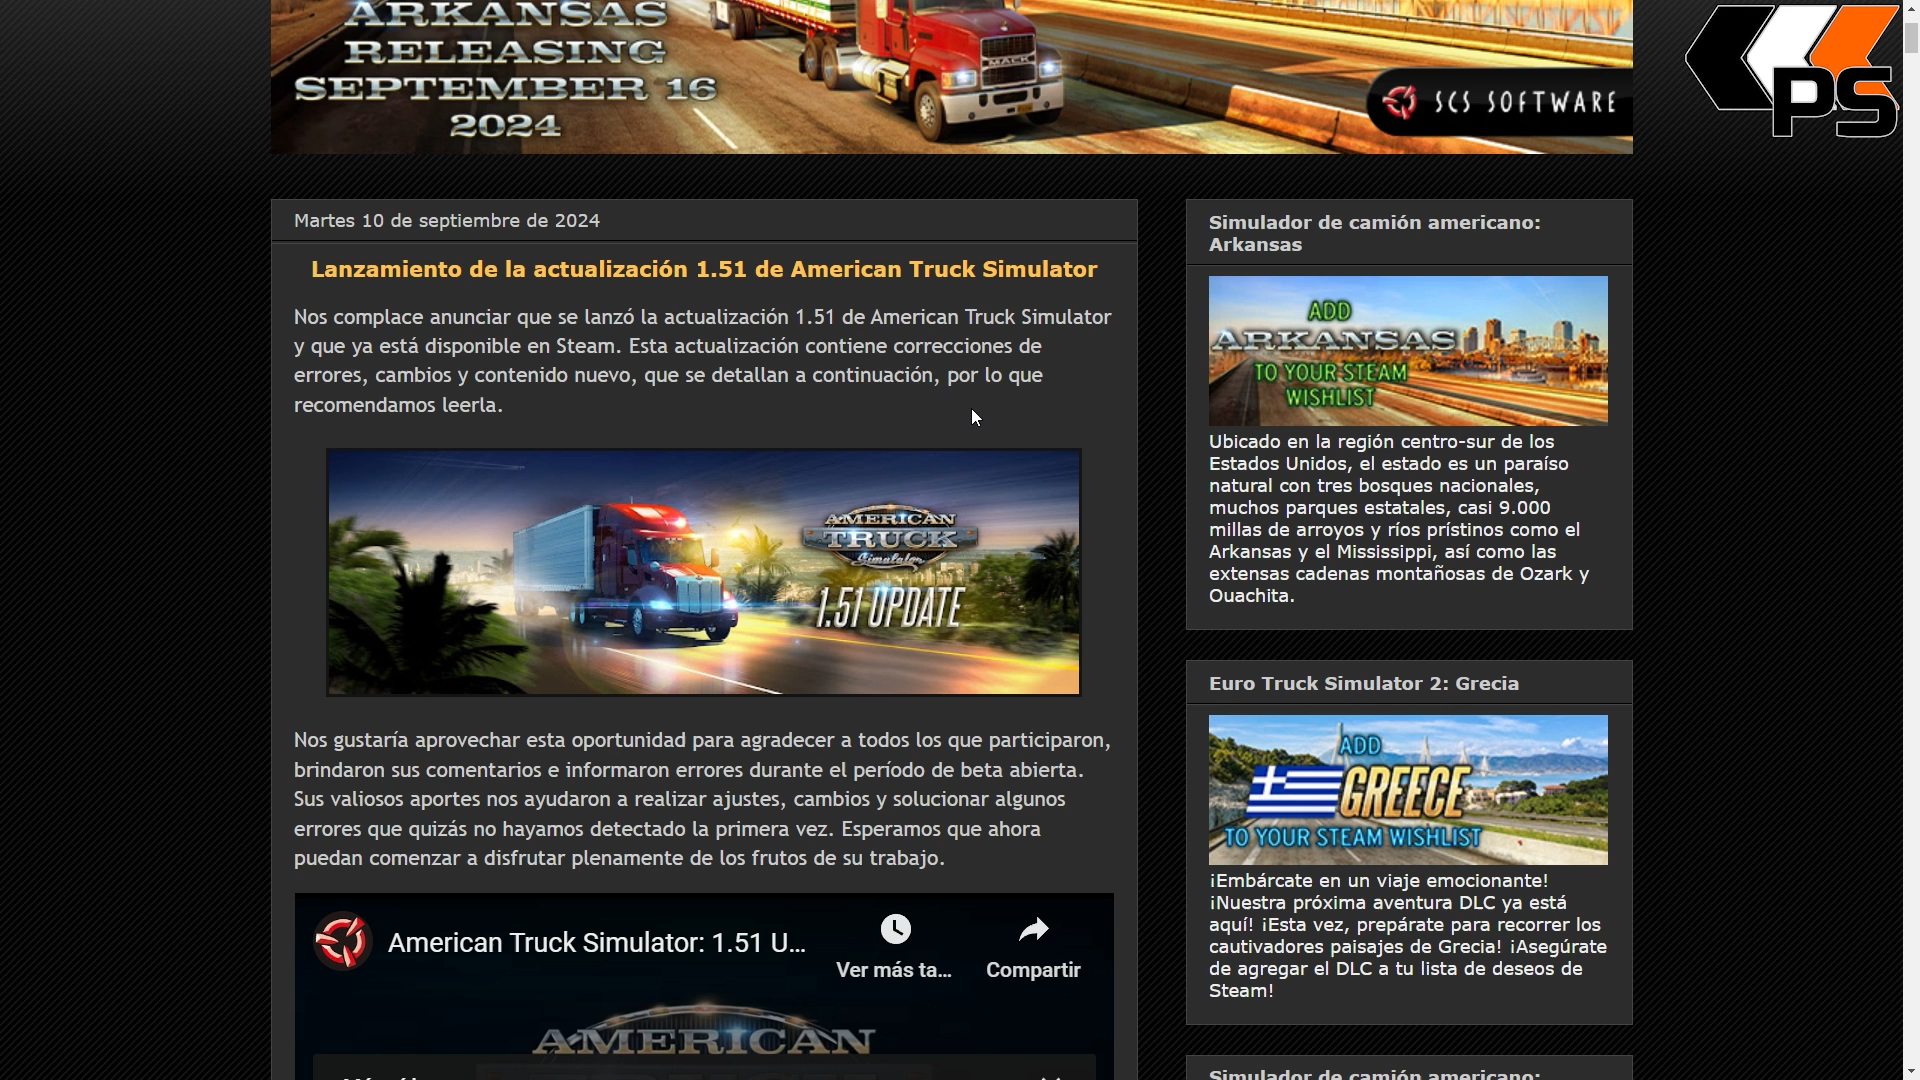 ARKANSAS
RELEASING
SEPTEMBER 16
2024
MACK
SCS SOFTWARE
PS
Martes 10 de septiembre de 2024
Lanzamiento de la actualización 1.51 de American Truck Simulator
Nos complace anunciar que se lanzó la actualización 1.51 de American Truck Simulator
y que ya está disponible en Steam. Esta actualización contiene correcciones de
errores, cambios y contenido nuevo, que se detallan a continuación, por lo que
recomendamos leerla.
AMERICAN
TRUCK
Simulator
1.51 UPDATE
Nos gustaría aprovechar esta oportunidad para agradecer a todos los que participaron,
brindaron sus comentarios e informaron errores durante el período de beta abierta.
Sus valiosos aportes nos ayudaron a realizar ajustes, cambios y solucionar algunos
errores que quizás no hayamos detectado la primera vez. Esperamos que ahora
puedan comenzar a disfrutar plenamente de los frutos de su trabajo.
American Truck Simulator: 1.51 U...
Ver más ta...
Compartir
AMERICAN
Simulador de camión americano:
Arkansas
ADD
ARKANSAS
TO YOUR STEAM
WISHLIST
Ubicado en la región centro-sur de los
Estados Unidos, el estado es un paraíso
natural con tres bosques nacionales,
muchos parques estatales, casi 9.000
millas de arroyos y ríos prístinos como el
Arkansas y el Mississippi, así como las
extensas cadenas montañosas de Ozark y
Ouachita.
Euro Truck Simulator 2: Grecia
ADD
GREECE
TO YOUR STEAM WISHLIST
¡Embárcate en un viaje emocionante!
¡Nuestra próxima aventura DLC ya está
aquí! ¡Esta vez, prepárate para recorrer los
cautivadores paisajes de Grecia! ¡Asegúrate
de agregar el DLC a tu lista de deseos de
Steam!
Simulador de camión americano: